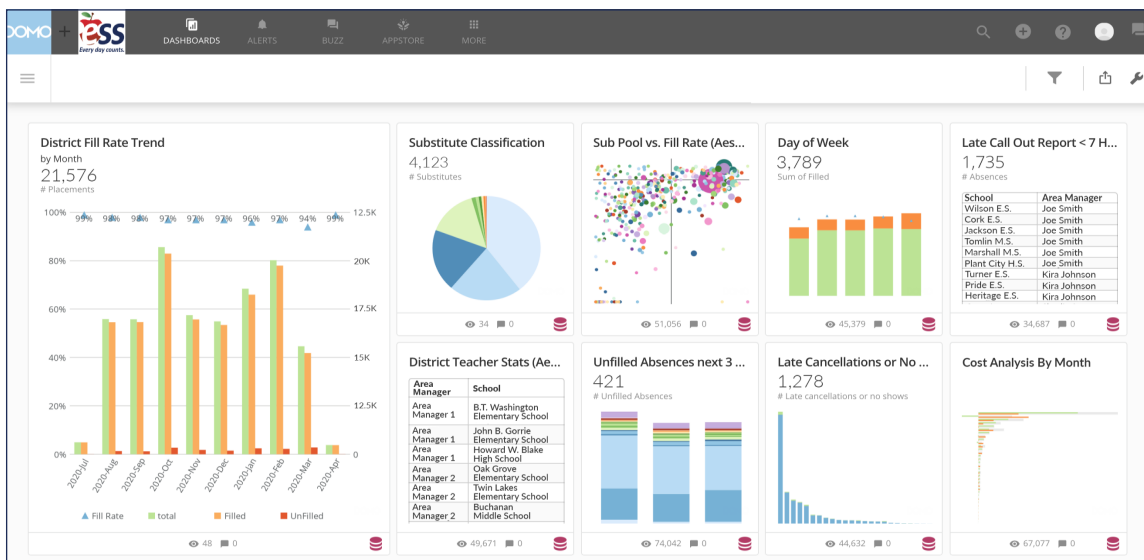 DOMO
+
ess
Every day counts.
DASHBOARDS
ALERTS
BUZZ
APPSTORE
MORE
District Fill Rate Trend
by Month
21,576
# Placements
100%
80%
60%
40%
20%
0%
99% 98% 98% 97% 97% 97% 96% 97% 94% 99%
12.5K
20K
17.5K
15K
12.5K
0
2020-Jul
2020-Aug
2020-Sep
2020-Oct
2020-Nov
2020-Dec
2020-Jan
2020-Feb
2020-Mar
2020-Apr
Fill Rate total Filled UnFilled
48 0
Substitute Classification
4,123
# Substitutes
34 0
Sub Pool vs. Fill Rate (Aes...
51,056 0
Day of Week
3,789
Sum of Filled
45,379 0
Late Call Out Report < 7 H...
1,735
# Absences
School Area Manager
Wilson E.S. Joe Smith
Cork E.S. Joe Smith
Jackson E.S. Joe Smith
Tomlin M.S. Joe Smith
Marshall M.S. Joe Smith
Plant City H.S. Joe Smith
Turner E.S. Kira Johnson
Pride E.S. Kira Johnson
Heritage E.S. Kira Johnson
34,687 0
District Teacher Stats (Ae...
Area Manager School
Area Manager 1 B.T. Washington Elementary School
Area Manager 1 John B. Gorrie Elementary School
Area Manager 1 Howard W. Blake High School
Area Manager 2 Oak Grove Elementary School
Area Manager 2 Twin Lakes Elementary School
Area Manager 2 Buchanan Middle School
49,671 0
Unfilled Absences next 3 ...
421
# Unfilled Absences
74,042 0
Late Cancellations or No ...
1,278
# Late cancellations or no shows
44,632 0
Cost Analysis By Month
67,077 0